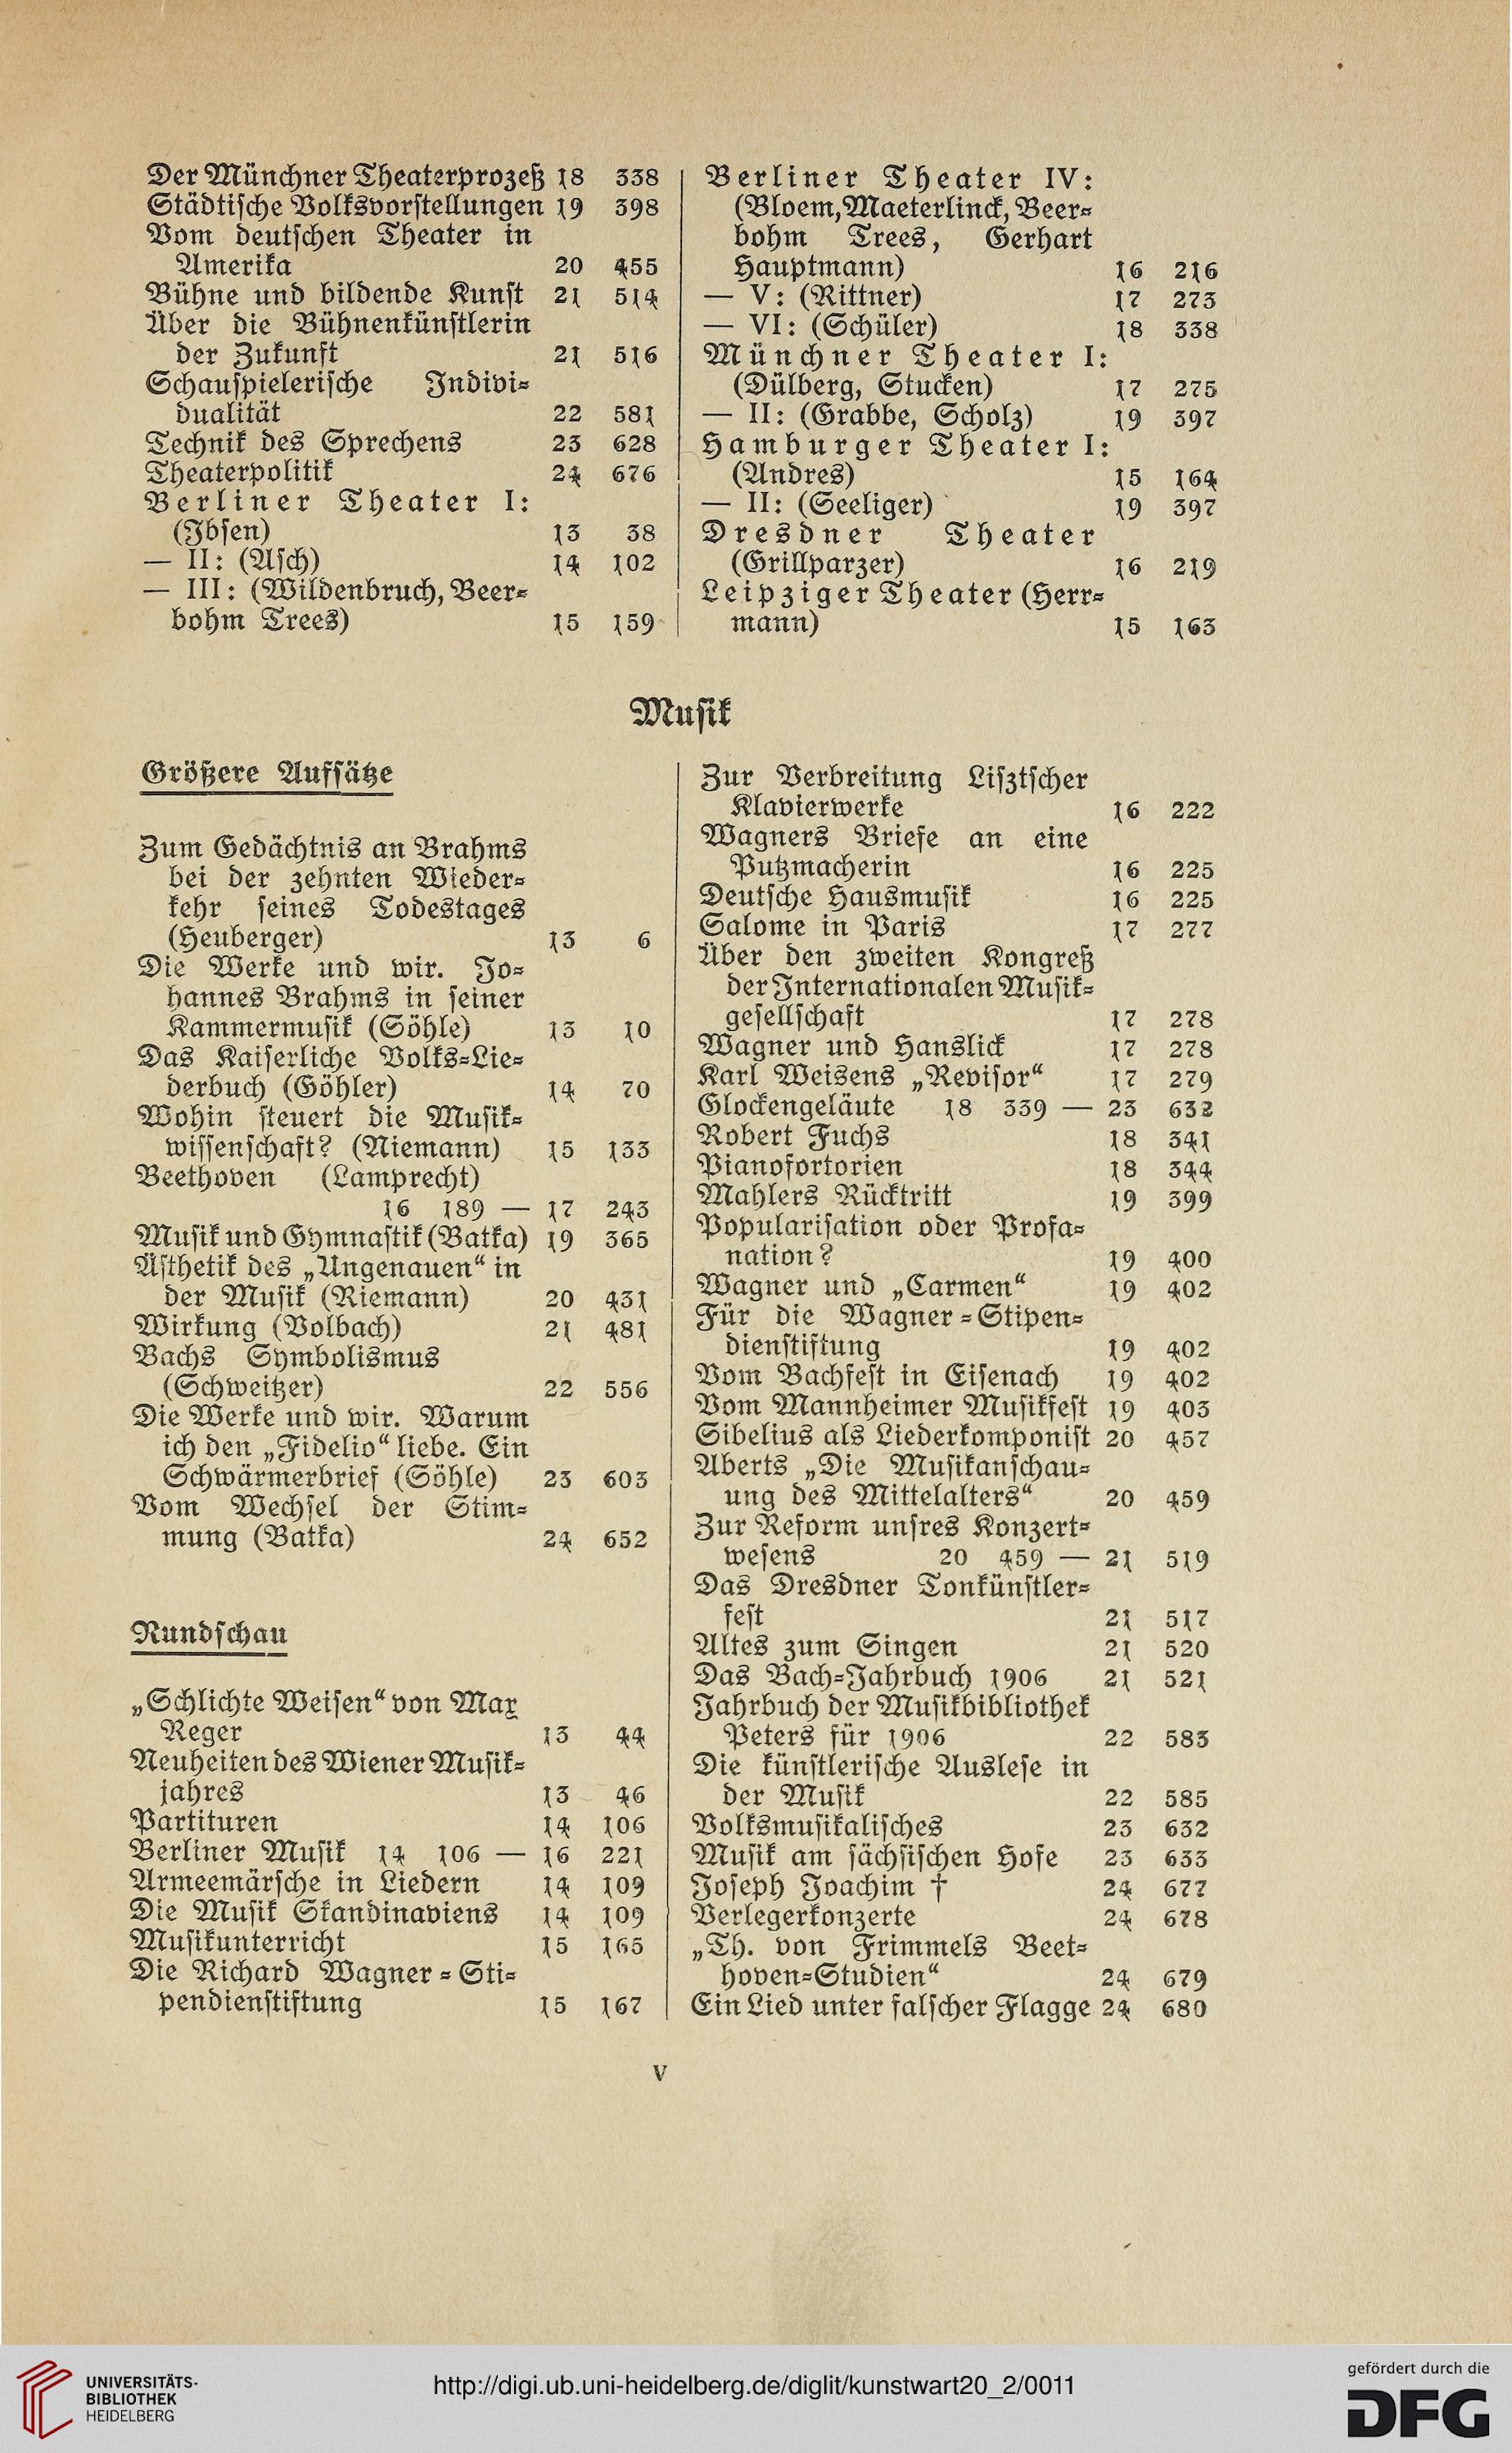 Der Münchner Theaterprozeß 18 338
Städtische Volksvorstellungen 19 398
Vom deutschen Theater in
Amerika 20 455
Bühne und bildende Kunst 21 514
Über die Bühnenkünstlerin
der Zukunft 21 516
Schauspielerische Indivi⸗
dualität 22 581
Technik des Sprechens 23 628
Theaterpolitik 24 676
Berliner Theater I:
(Ibsen) 13 38
— II: (Asch) 14 102
— III: (Wildenbruch, Beer⸗
bohm Trees) 15 159
Berliner Theater IV:
(Bloem, Maeterlinck, Beer⸗
bohm Trees, Gerhart
Hauptmann) 16 216
— V: (Rittner) 17 273
— VI: (Schüler) 18 338
Münchner Theater I:
(Dülberg, Stucken) 17 275
— II: (Grabbe, Scholz) 19 397
Hamburger Theater I:
(Andres) 15 164
— II: (Seeliger) 19 397
Dresdner Theater
(Grillparzer) 16 219
Leipziger Theater (Herr⸗
mann) 15 163
Musik
Größere Aufsätze
Zum Gedächtnis an Brahms
bei der zehnten Wieder⸗
kehr seines Todestages
(Heuberger) 13 6
Die Werke und wir. Jo⸗
hannes Brahms in seiner
Kammermusik (Söhle) 13 10
Das Kaiserliche Volks⸗Lie⸗
derbuch (Göhler) 14 70
Wohin steuert die Musik⸗
wissenschaft? (Niemann) 15 133
Beethoven (Lamprecht)
16 189 — 17 243
Musik und Gymnastik (Batka) 19 365
Ästhetik des „Ungenauen“ in
der Musik (Riemann) 20 431
Wirkung (Volbach) 21 481
Bachs Symbolismus
(Schweitzer) 22 556
Die Werke und wir. Warum
ich den „Fidelio“ liebe. Ein
Schwärmerbrief (Söhle) 23 603
Vom Wechsel der Stim⸗
mung (Batka) 24 652
Rundschau
„Schlichte Weisen“ von Max
Reger 13 44
Neuheiten des Wiener Musik⸗
jahres 13 46
Partituren 14 106
Berliner Musik 14 106 — 16 221
Armeemärsche in Liedern 14 109
Die Musik Skandinaviens 14 109
Musikunterricht 15 165
Die Richard Wagner⸗Sti⸗
pendienstiftung 15 167
Zur Verbreitung Lisztscher
Klavierwerke 16 222
Wagners Briefe an eine
Putzmacherin 16 225
Deutsche Hausmusik 16 225
Salome in Paris 17 277
Über den zweiten Kongreß
der Internationalen Musik⸗
gesellschaft 17 278
Wagner und Hanslick 17 278
Karl Weisens „Revisor“ 17 279
Glockengeläute 18 339 — 23 632
Robert Fuchs 18 341
Pianofortorien 18 344
Mahlers Rücktritt 19 399
Popularisation oder Profa⸗
nation? 19 400
Wagner und „Carmen“ 19 402
Für die Wagner⸗Stipen⸗
dienstiftung 19 402
Vom Bachfest in Eisenach 19 402
Vom Mannheimer Musikfest 19 403
Sibelius als Liederkomponist 20 457
Aberts „Die Musikanschau⸗
ung des Mittelalters“ 20 459
Zur Reform unsres Konzert⸗
wesens 20 459 — 21 519
Das Dresdner Tonkünstler⸗
fest 21 517
Altes zum Singen 21 520
Das Bach⸗Jahrbuch 1906 21 521
Jahrbuch der Musikbibliothek
Peters für 1906 22 583
Die künstlerische Auslese in
der Musik 22 585
Volksmusikalisches 23 632
Musik am sächsischen Hofe 23 633
Joseph Joachim † 24 677
Verlegerkonzerte 24 678
„Th. von Frimmels Beet⸗
hoven⸗Studien“ 24 679
Ein Lied unter falscher Flagge 24 680
V
UNIVERSITÄTS-
BIBLIOTHEK
HEIDELBERG
http://digi.ub.uni-heidelberg.de/diglit/kunstwart20_2/0011
gefördert durch die
DFG